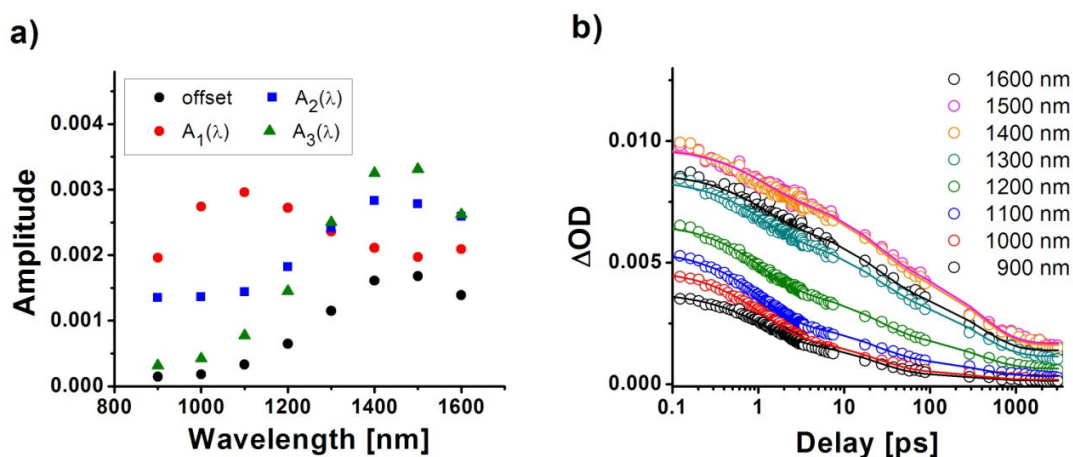 a)
offset
A₂(λ)
A₁(λ)
A₃(λ)
0.004
0.003
0.002
0.001
0.000
Amplitude
800
1000
1200
1400
1600
Wavelength [nm]
b)
1600 nm
1500 nm
1400 nm
1300 nm
1200 nm
1100 nm
1000 nm
900 nm
0.010
0.005
0.000
ΔOD
0.1
1
10
100
1000
Delay [ps]